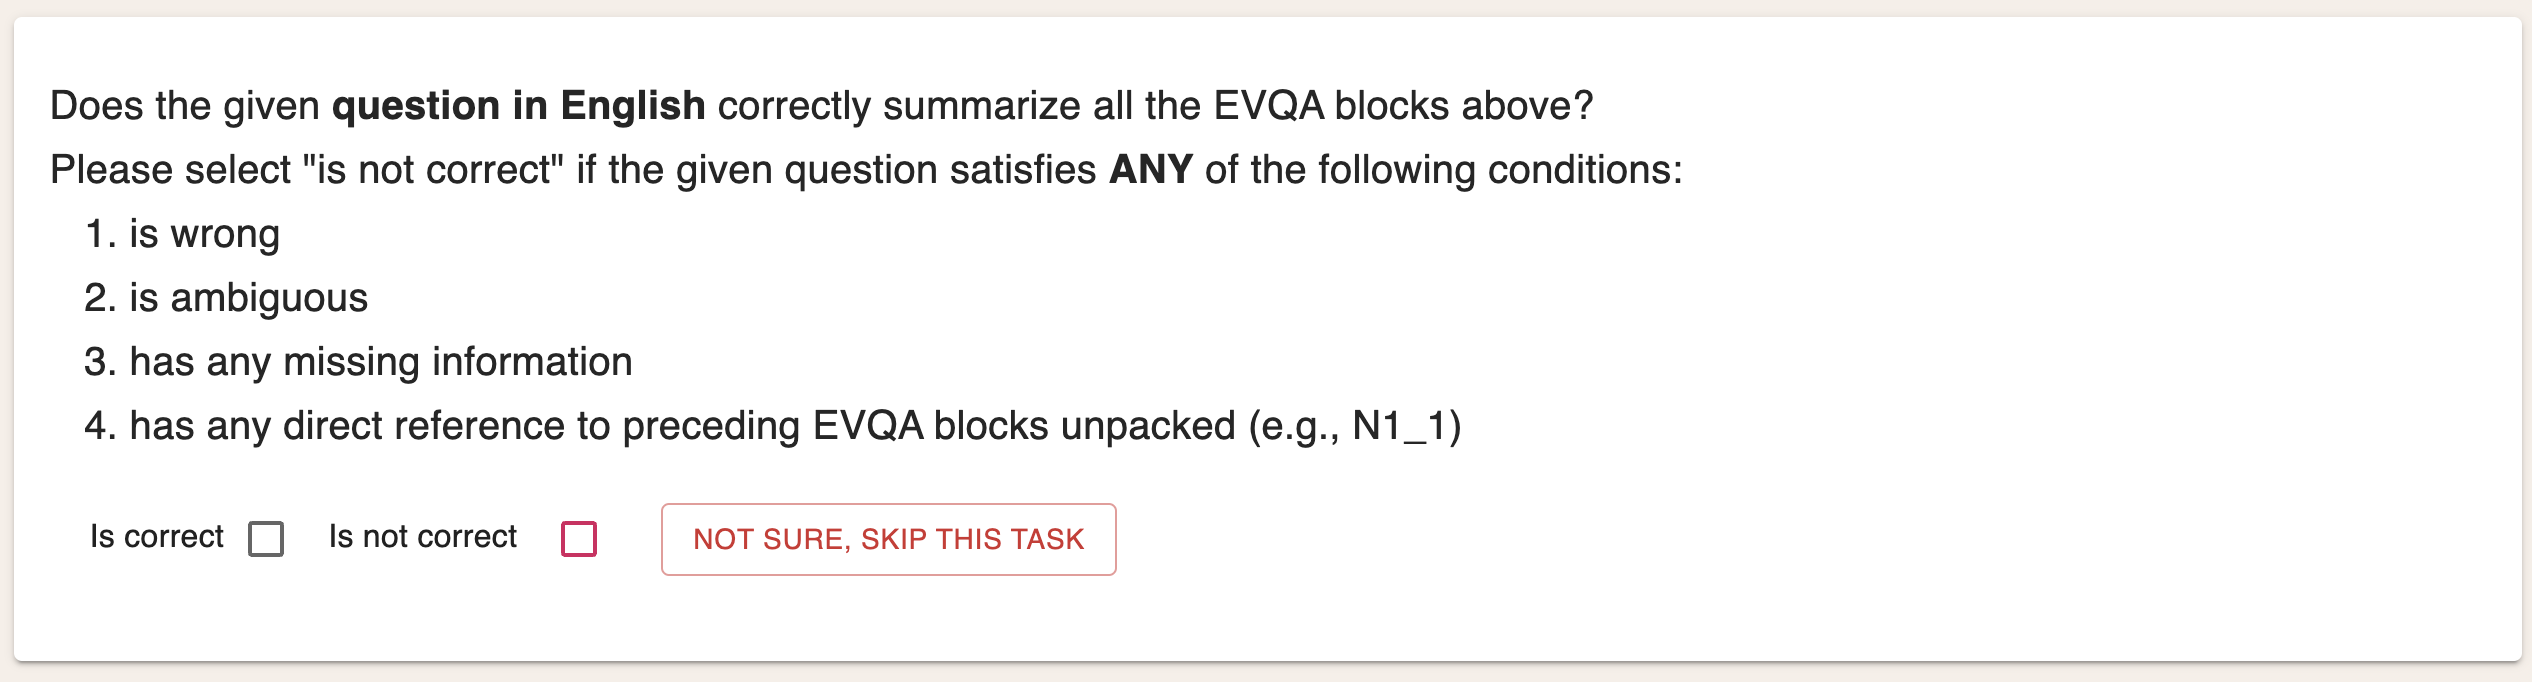 Does the given question in English correctly summarize all the EVQA blocks above?
Please select "is not correct" if the given question satisfies ANY of the following conditions:
1. is wrong
2. is ambiguous
3. has any missing information
4. has any direct reference to preceding EVQA blocks unpacked (e.g., N1_1)
Is correct Is not correct NOT SURE, SKIP THIS TASK